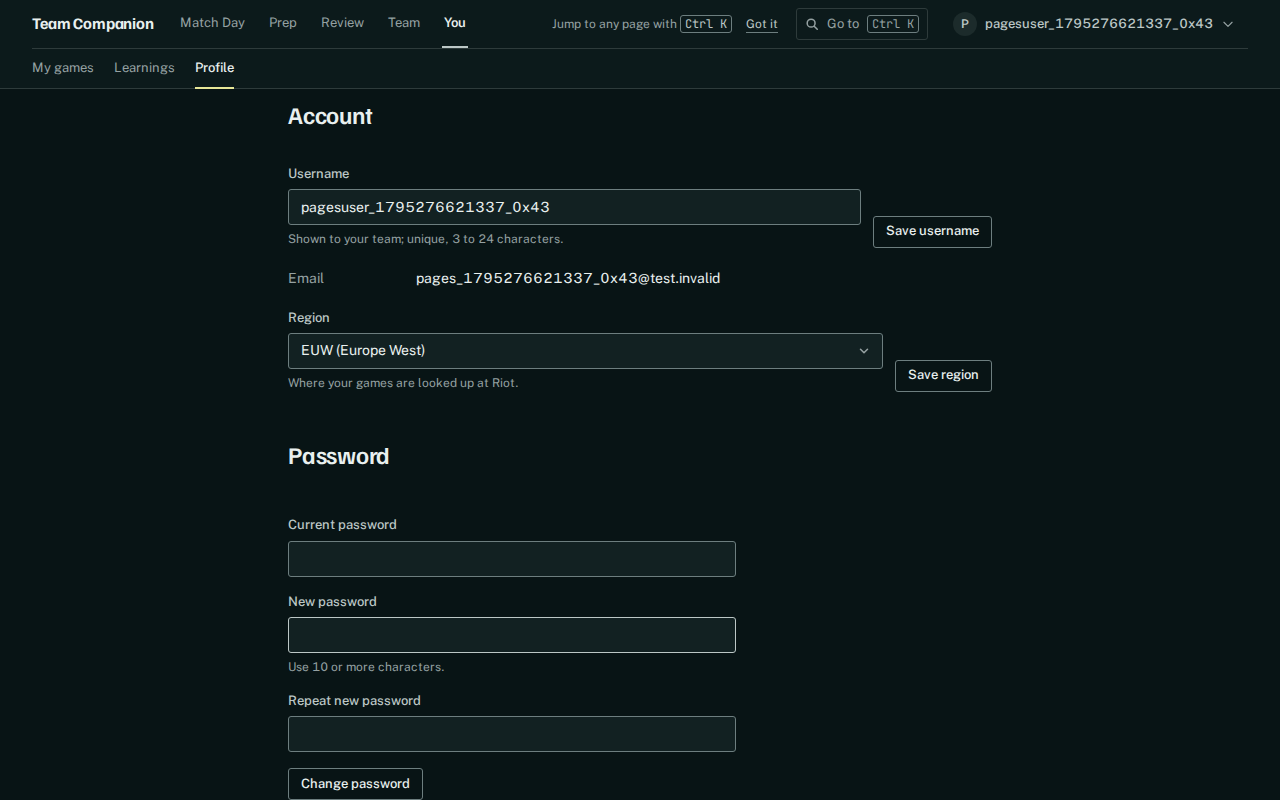 Team Companion Match Day Prep Review Team You Jump to any page with Ctrl K Got it Go to Ctrl K P pagesuser_1795276621337_0x43
My games Learnings Profile
Account
Username
pagesuser_1795276621337_0x43
Save username
Shown to your team; unique, 3 to 24 characters.
Email pages_1795276621337_0x43@test.invalid
Region
EUW (Europe West)
Save region
Where your games are looked up at Riot.
Password
Current password
New password
Use 10 or more characters.
Repeat new password
Change password